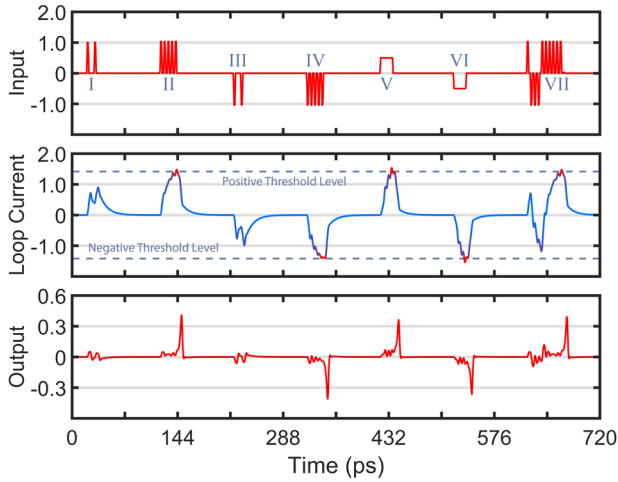 2.0
1.0
0
-1.0
Input
I
II
III
IV
V
VI
VII
2.0
1.0
0
-1.0
Loop Current
Positive Threshold Level
Negative Threshold Level
0.6
0.3
0
-0.3
Output
0 144 288 432 576 720
Time (ps)